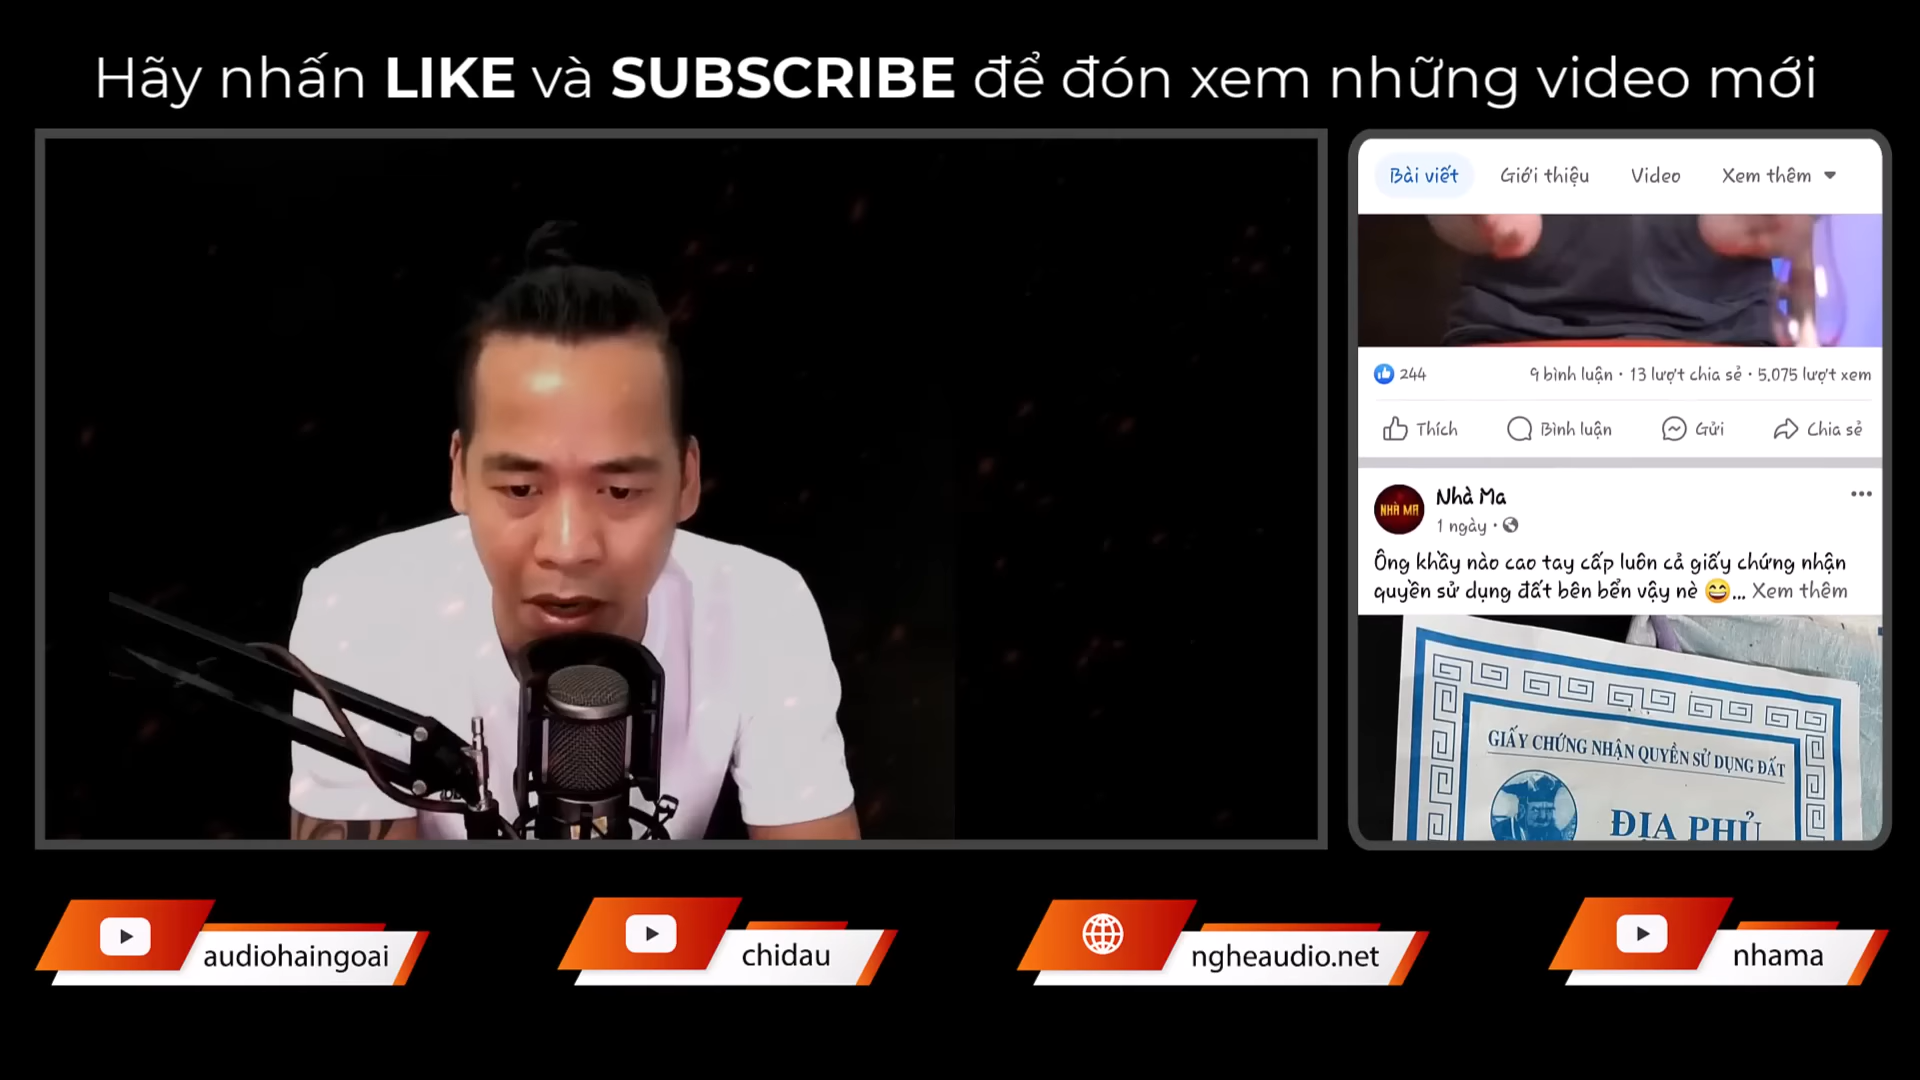 Hãy nhấn LIKE và SUBSCRIBE để đón xem những video mới
Bài viết Giới thiệu Video Xem thêm
244 9 bình luận · 13 lượt chia sẻ · 5.075 lượt xem
Thích Bình luận Gửi Chia sẻ
NHÀ MA
Nhà Ma
1 ngày ·
Ông khầy nào cao tay cấp luôn cả giấy chứng nhận
quyền sử dụng đất bên bển vậy nè 😄... Xem thêm
GIẤY CHỨNG NHẬN QUYỀN SỬ DỤNG ĐẤT
ĐỊA PHỦ
audiohaingoai
chidau
ngheaudio.net
nhama